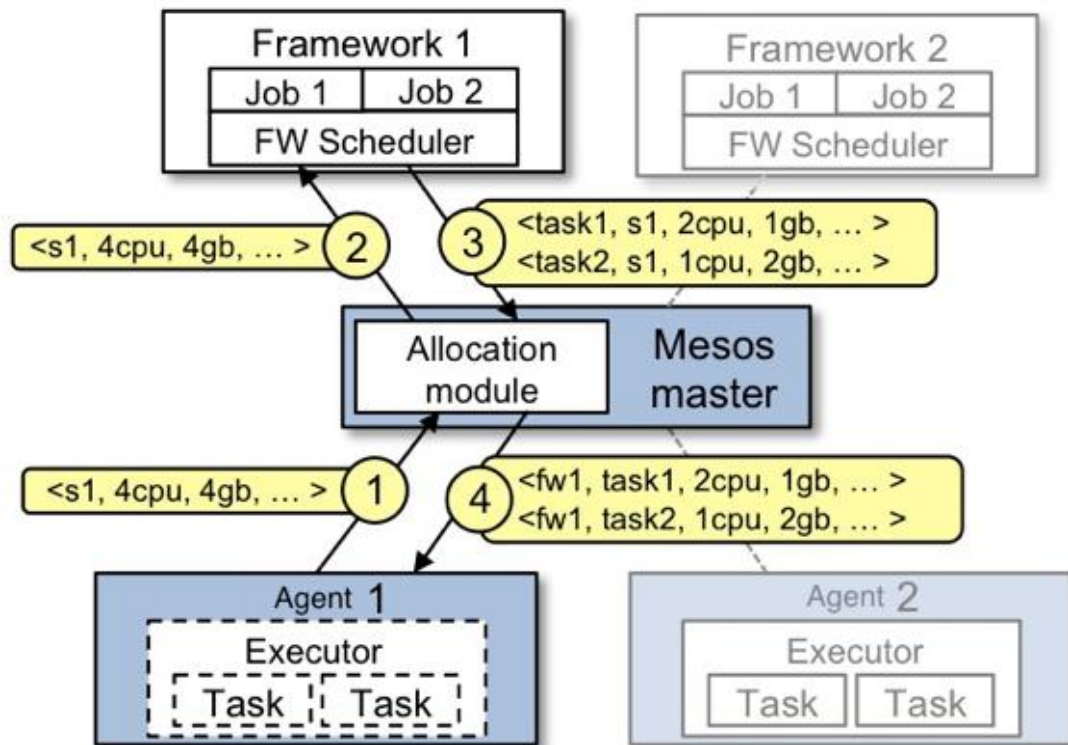 Framework 1
Job 1 Job 2
FW Scheduler
Framework 2
Job 1 Job 2
FW Scheduler
<s1, 4cpu, 4gb, … >
2
3
<task1, s1, 2cpu, 1gb, … >
<task2, s1, 1cpu, 2gb, … >
Allocation
module
Mesos
master
<s1, 4cpu, 4gb, … >
1
4
<fw1, task1, 2cpu, 1gb, … >
<fw1, task2, 1cpu, 2gb, … >
Agent 1
Executor
Task Task
Agent 2
Executor
Task Task